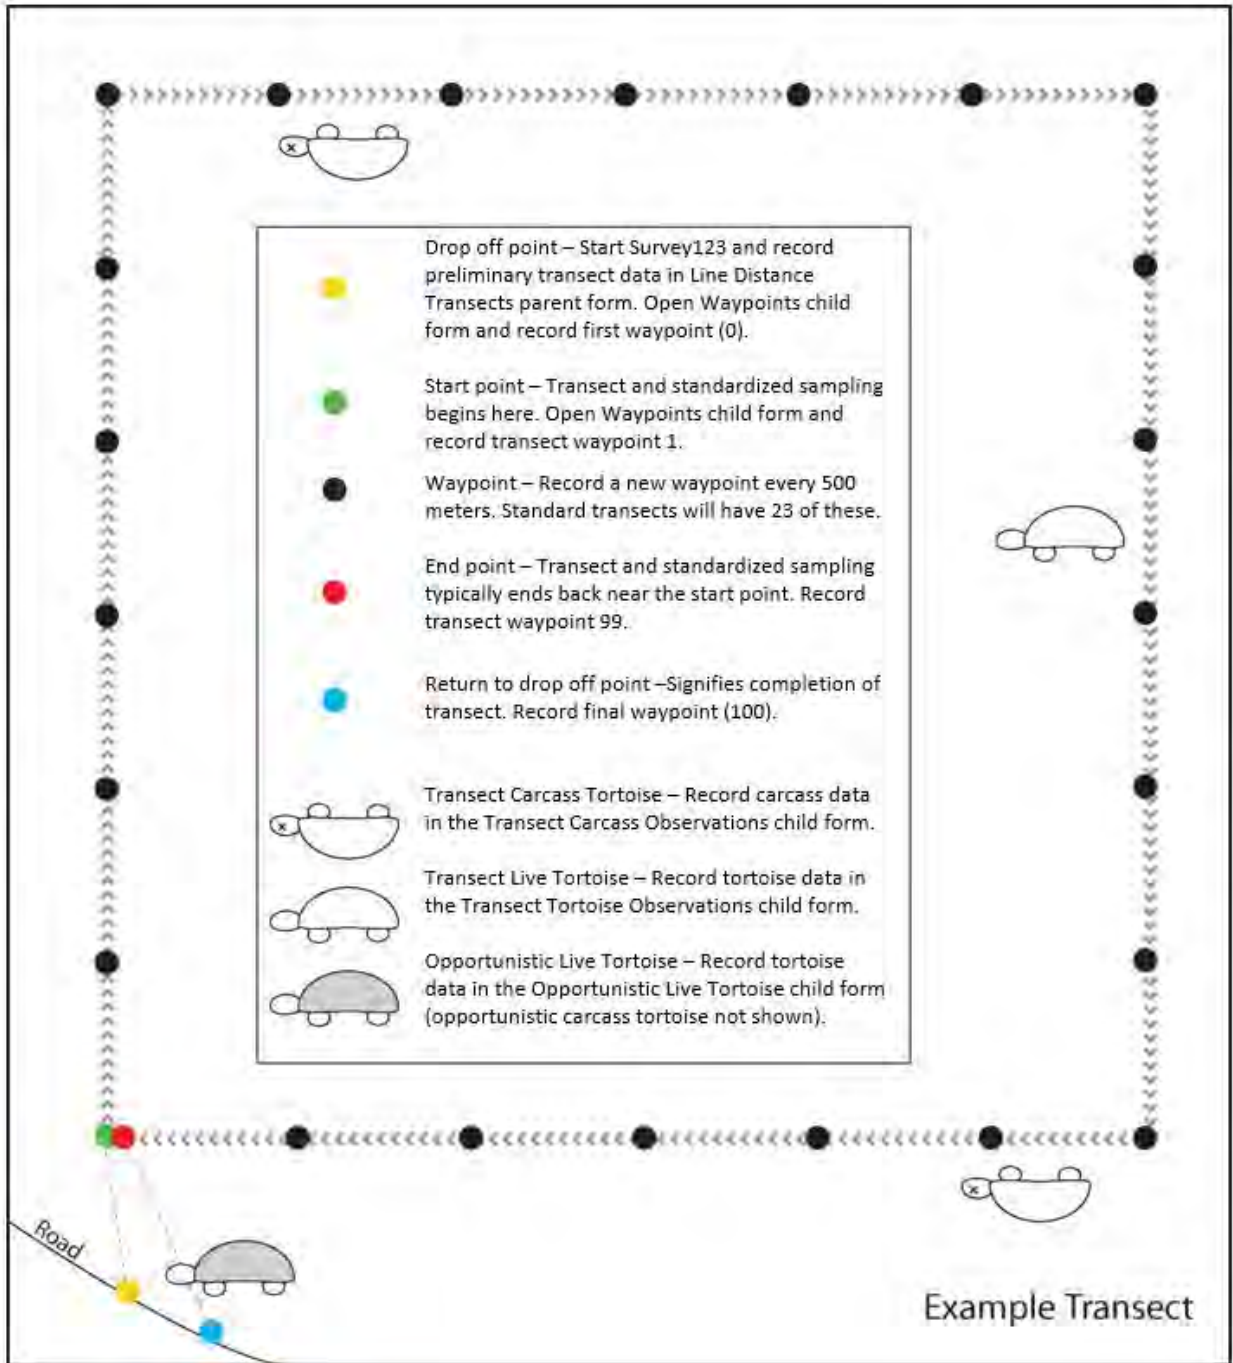 Drop off point – Start Survey123 and record
preliminary transect data in Line Distance
Transects parent form. Open Waypoints child
form and record first waypoint (0).
Start point – Transect and standardized sampling
begins here. Open Waypoints child form and
record transect waypoint 1.
Waypoint – Record a new waypoint every 500
meters. Standard transects will have 23 of these.
End point – Transect and standardized sampling
typically ends back near the start point. Record
transect waypoint 99.
Return to drop off point –Signifies completion of
transect. Record final waypoint (100).
Transect Carcass Tortoise – Record carcass data
in the Transect Carcass Observations child form.
Transect Live Tortoise – Record tortoise data in
the Transect Tortoise Observations child form.
Opportunistic Live Tortoise – Record tortoise
data in the Opportunistic Live Tortoise child form
(opportunistic carcass tortoise not shown).
Road
Example Transect